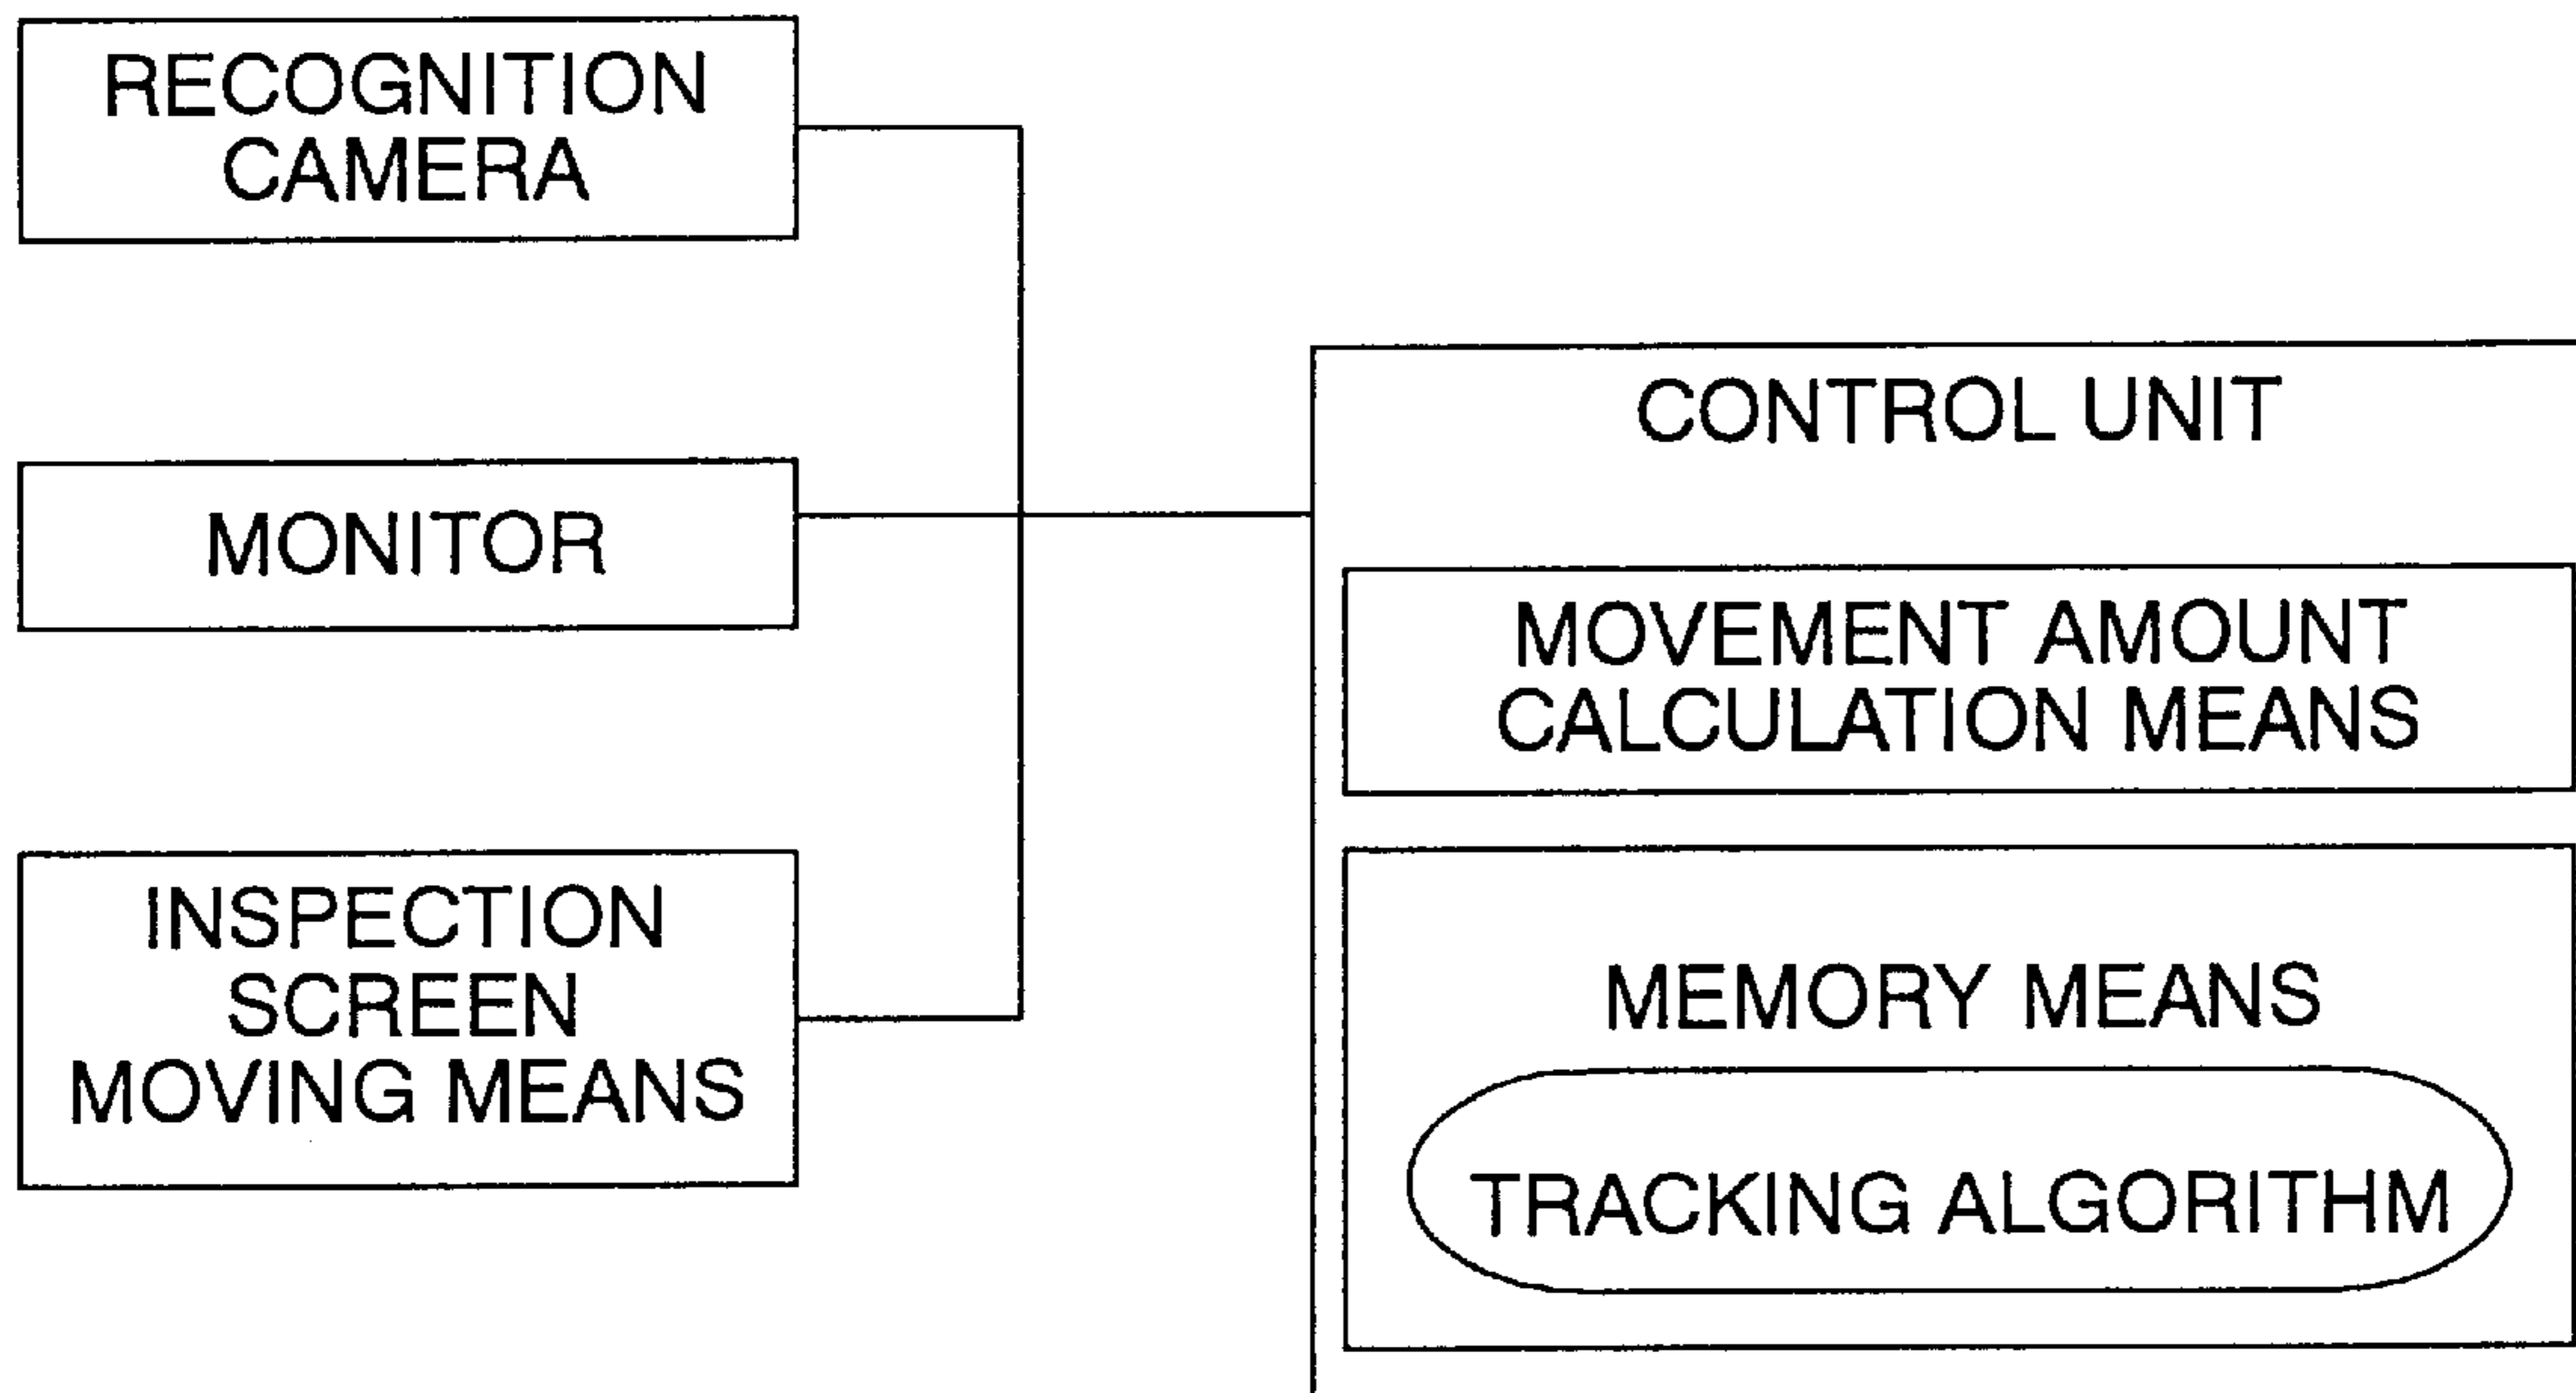 RECOGNITION
CAMERA
MONITOR
INSPECTION
SCREEN
MOVING MEANS
CONTROL UNIT
MOVEMENT AMOUNT
CALCULATION MEANS
MEMORY MEANS
TRACKING ALGORITHM